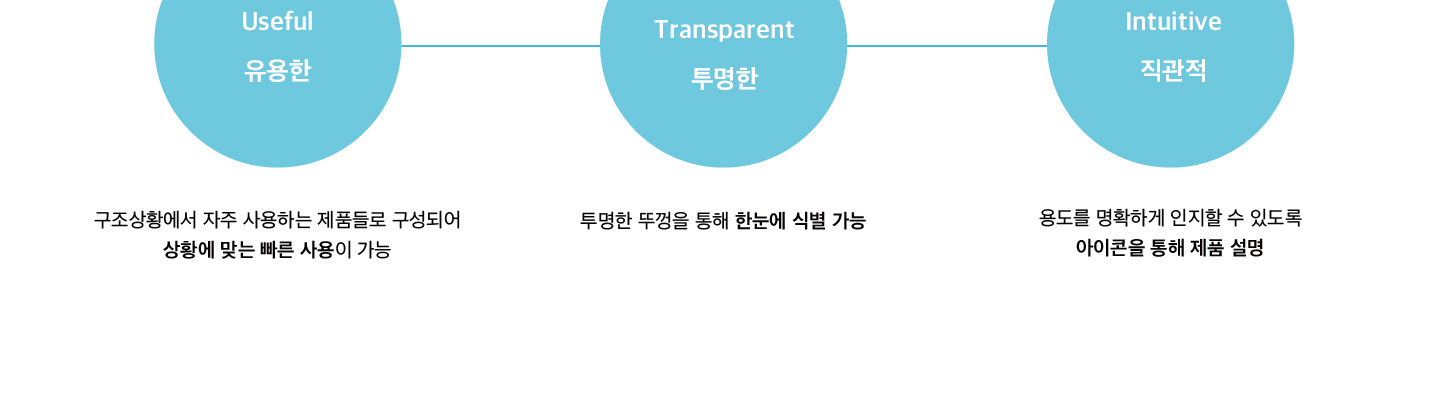 Useful
유용한
구조상황에서 자주 사용하는 제품들로 구성되어
상황에 맞는 빠른 사용이 가능
Transparent
투명한
투명한 뚜껑을 통해 한눈에 식별 가능
Intuitive
직관적
용도를 명확하게 인지할 수 있도록
아이콘을 통해 제품 설명